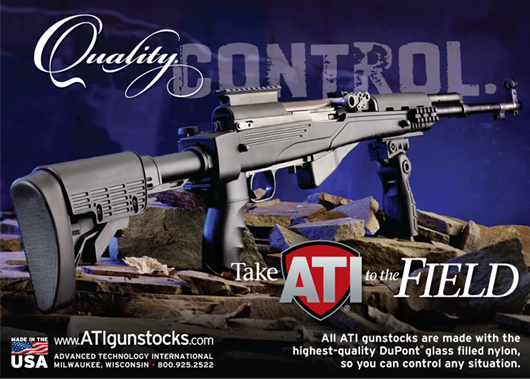 Quality CONTROL.
Take ATI® to the FIELD
MADE IN THE
USA
www.ATIgunstocks.com
ADVANCED TECHNOLOGY INTERNATIONAL
MILWAUKEE, WISCONSIN • 800.925.2522
All ATI gunstocks are made with the
highest-quality DuPont® glass filled nylon,
so you can control any situation.